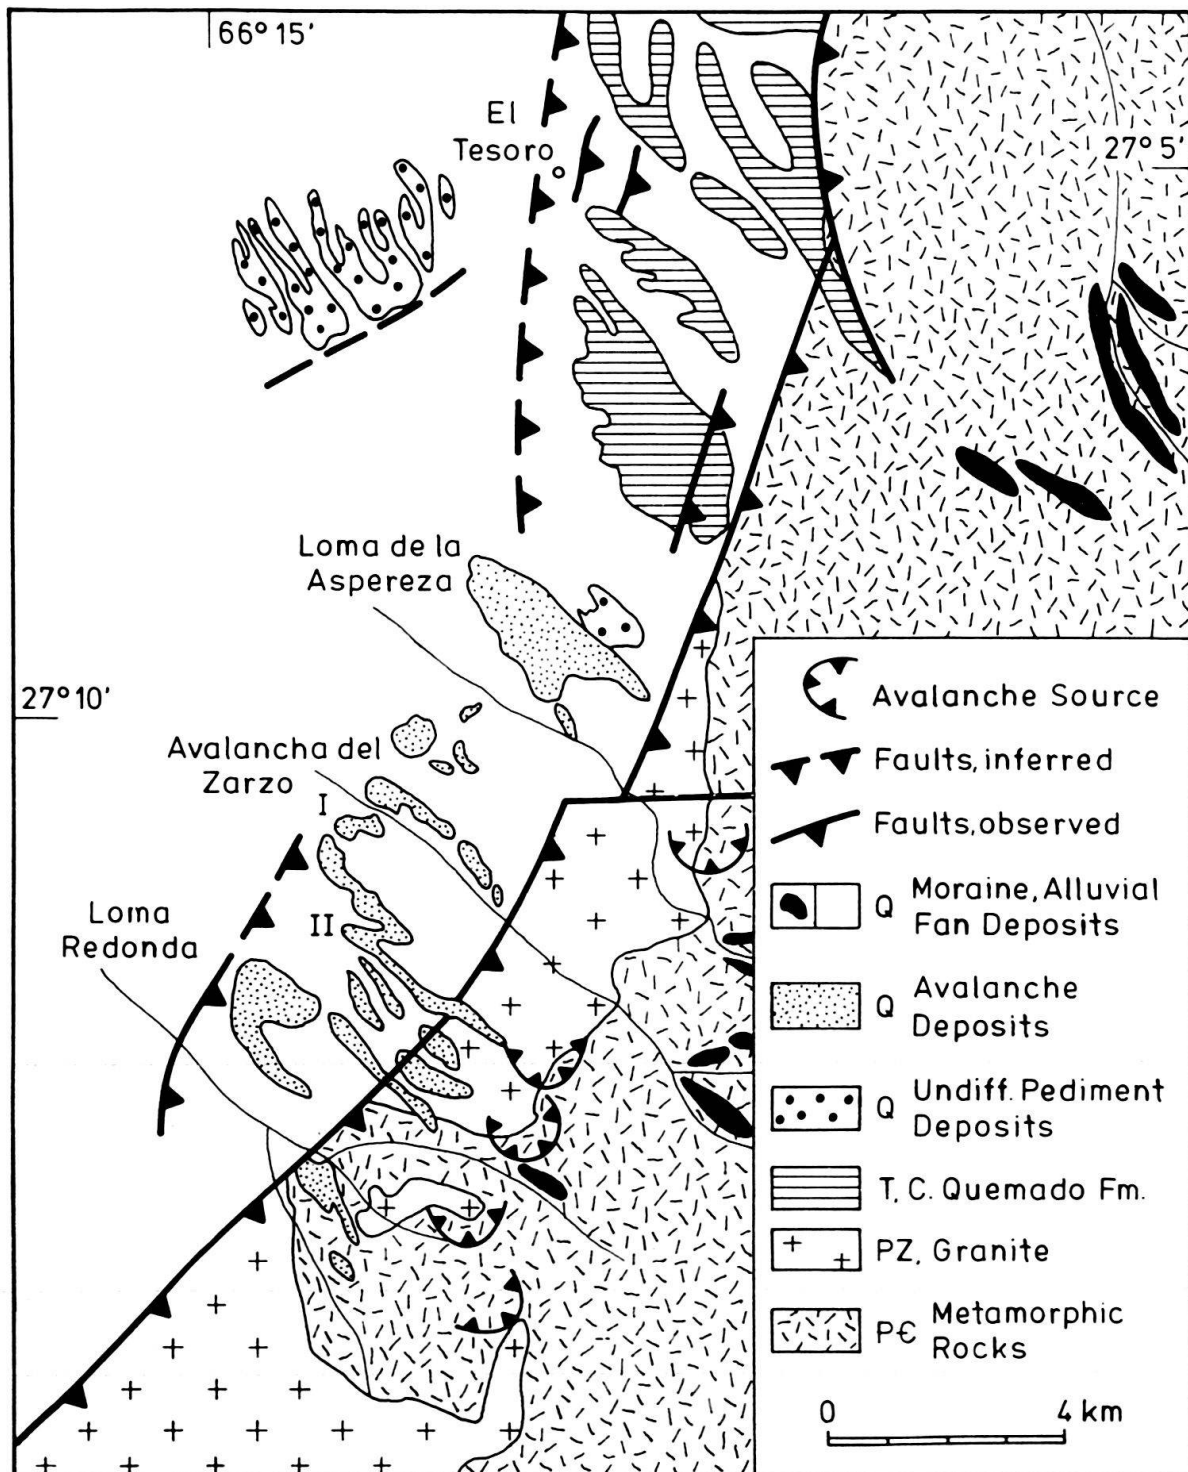 66°15'
El
Tesoro
27°5'
Loma de la
Aspereza
27°10'
Avalancha del
Zarzo
I
II
Loma
Redonda
Avalanche Source
Faults, inferred
Faults, observed
Q Moraine, Alluvial
Fan Deposits
Q Avalanche
Deposits
Q Undiff. Pediment
Deposits
T, C. Quemado Fm.
PZ, Granite
P€ Metamorphic
Rocks
0 4 km